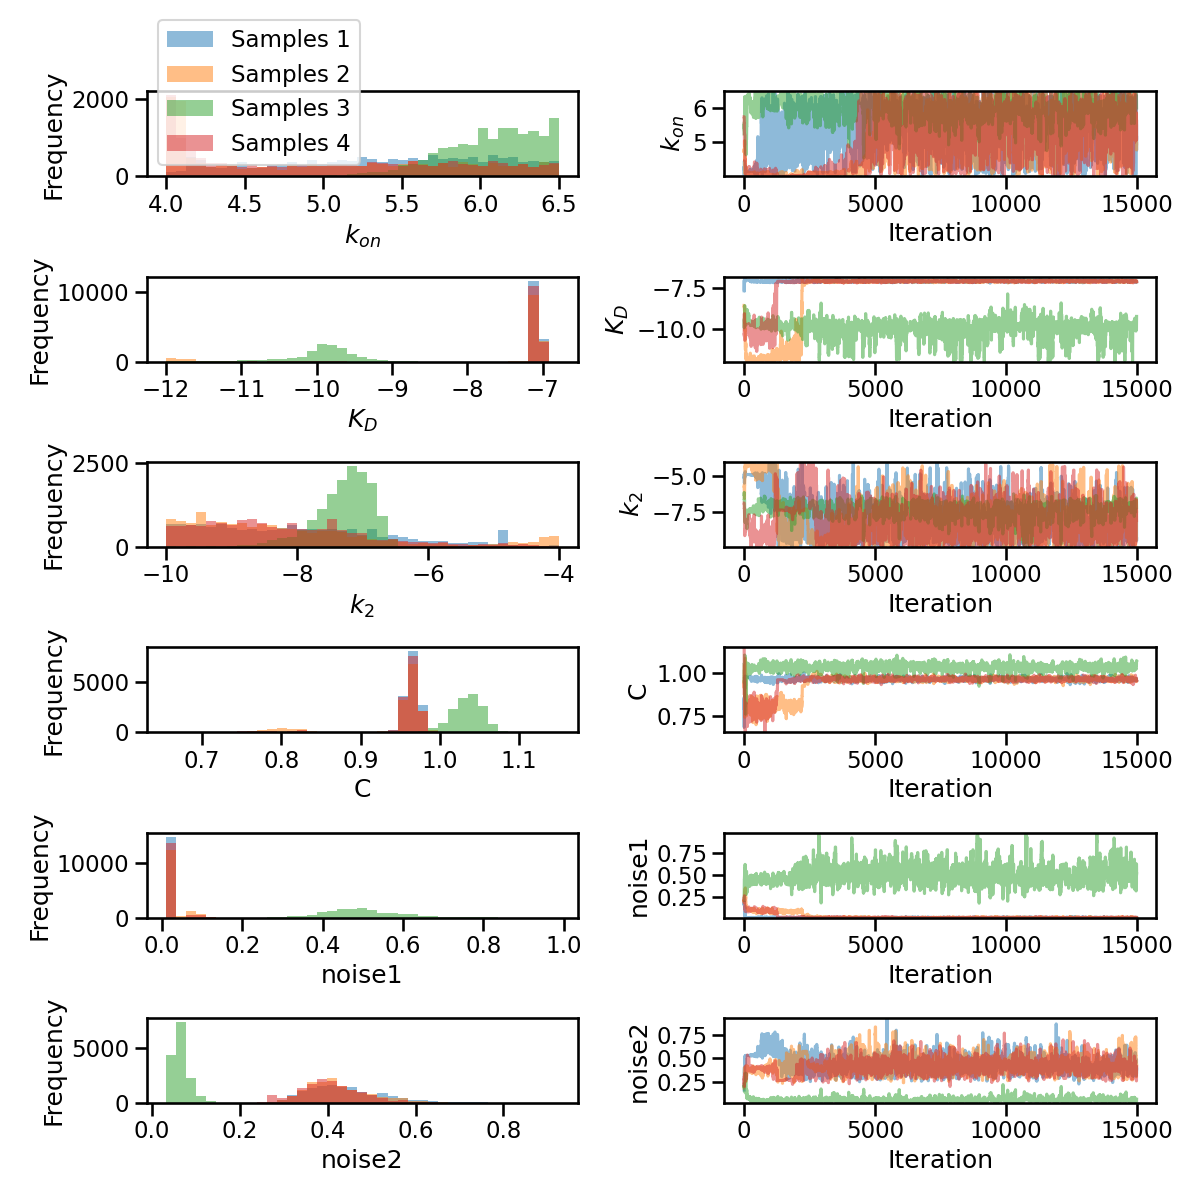 Samples 1
Samples 2
Samples 3
Samples 4
Frequency
2000
0
4.0 4.5 5.0 5.5 6.0 6.5
k_on
k_on
6
5
0 5000 10000 15000
Iteration
Frequency
10000
0
−12 −11 −10 −9 −8 −7
K_D
K_D
−7.5
−10.0
0 5000 10000 15000
Iteration
Frequency
2500
0
−10 −8 −6 −4
k_2
k_2
−5.0
−7.5
0 5000 10000 15000
Iteration
Frequency
5000
0
0.7 0.8 0.9 1.0 1.1
C
C
1.00
0.75
0 5000 10000 15000
Iteration
Frequency
10000
0
0.0 0.2 0.4 0.6 0.8 1.0
noise1
noise1
0.75
0.50
0.25
0 5000 10000 15000
Iteration
Frequency
5000
0
0.0 0.2 0.4 0.6 0.8
noise2
noise2
0.75
0.50
0.25
0 5000 10000 15000
Iteration